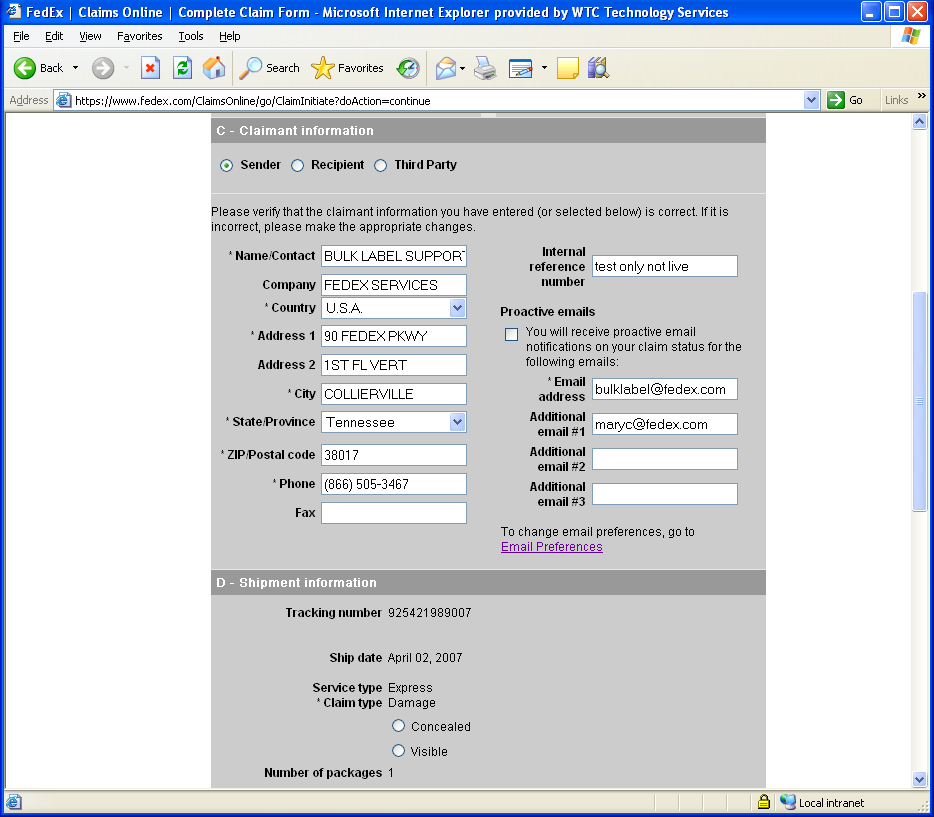 FedEx | Claims Online | Complete Claim Form - Microsoft Internet Explorer provided by WTC Technology Services
File Edit View Favorites Tools Help
Back Search Favorites
Address https://www.fedex.com/ClaimsOnline/go/ClaimInitiate?doAction=continue Go Links »
C - Claimant information
Sender Recipient Third Party
Please verify that the claimant information you have entered (or selected below) is correct. If it is
incorrect, please make the appropriate changes.
* Name/Contact BULK LABEL SUPPORT
Company FEDEX SERVICES
* Country U.S.A.
* Address 1 90 FEDEX PKWY
Address 2 1ST FL VERT
* City COLLIERVILLE
* State/Province Tennessee
* ZIP/Postal code 38017
* Phone (866) 505-3467
Fax
Internal
reference
number
test only not live
Proactive emails
You will receive proactive email
notifications on your claim status for the
following emails:
* Email
address
bulklabel@fedex.com
Additional
email #1
maryc@fedex.com
Additional
email #2
Additional
email #3
To change email preferences, go to
Email Preferences
D - Shipment information
Tracking number 925421989007
Ship date April 02, 2007
Service type Express
* Claim type Damage
Concealed
Visible
Number of packages 1
Local intranet